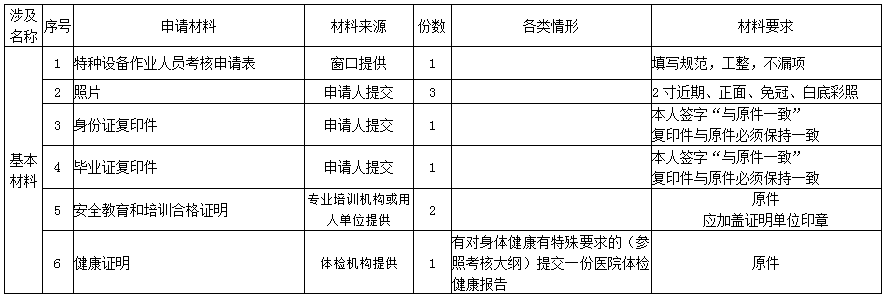 涉及名称 序号 申请材料 材料来源 份数 各类情形 材料要求
基本材料
1 特种设备作业人员考核申请表 窗口提供 1 填写规范，工整，不漏项
2 照片 申请人提交 3 2寸近期、正面、免冠、白底彩照
3 身份证复印件 申请人提交 1 本人签字“与原件一致”
复印件与原件必须保持一致
4 毕业证复印件 申请人提交 1 本人签字“与原件一致”
复印件与原件必须保持一致
5 安全教育和培训合格证明 专业培训机构或用
人单位提供 2 原件
应加盖证明单位印章
6 健康证明 体检机构提供 1 有对身体健康有特殊要求的（参
照考核大纲）提交一份医院体检
健康报告 原件